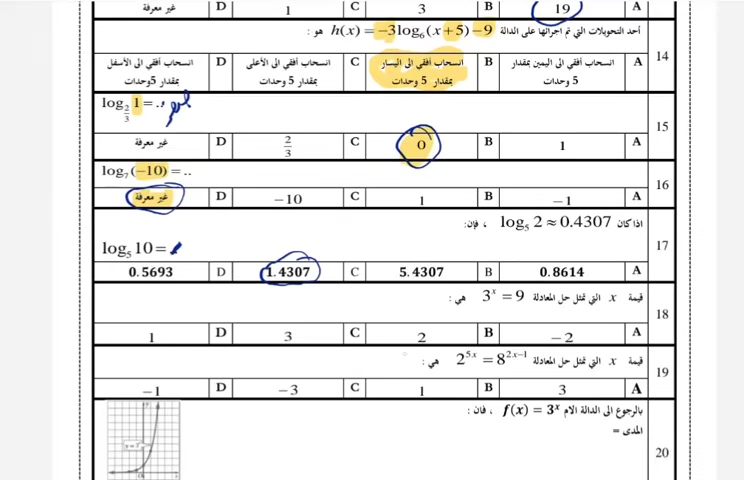 A 19 B 3 C 1 D غير معرفة
14 أحد التحويلات التي تم اجرائها على الدالة h(x) = −3log₆(x + 5) − 9 هو :
A انسحاب أفقي الى اليمين بمقدار 5 وحدات B انسحاب أفقي الى اليسار بمقدار 5 وحدات C انسحاب أفقي الى الأعلى بمقدار 5 وحدات D انسحاب أفقي الى الأسفل بمقدار 5 وحدات
15 log_{2/3} 1 = ..
A 1 B 0 C 2/3 D غير معرفة
16 log₇(−10) = ..
A −1 B 1 C −10 D غير معرفة
17 اذا كان log₅ 2 ≈ 0.4307 ، فإن:
log₅ 10 =
A 0.8614 B 5.4307 C 1.4307 D 0.5693
18 قيمة x التي تمثل حل المعادلة 3ˣ = 9 هي :
A −2 B 2 C 3 D 1
19 قيمة x التي تمثل حل المعادلة 2⁵ˣ = 8²ˣ⁻¹ هي :
A 3 B 1 C −3 D −1
20 بالرجوع الى الدالة الام f(x) = 3ˣ ، فان :
المدى =